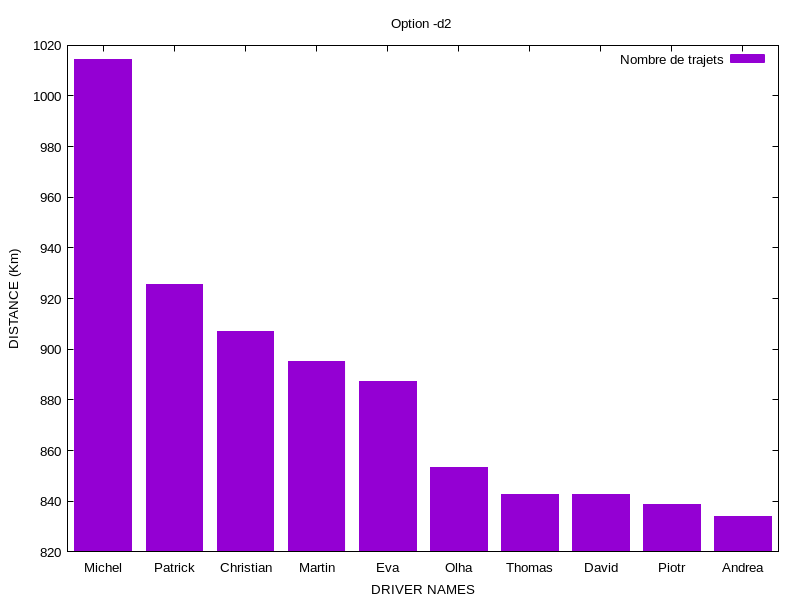 Option -d2
Nombre de trajets
DISTANCE (Km)
1020
1000
980
960
940
920
900
880
860
840
820
Michel Patrick Christian Martin Eva Olha Thomas David Piotr Andrea
DRIVER NAMES